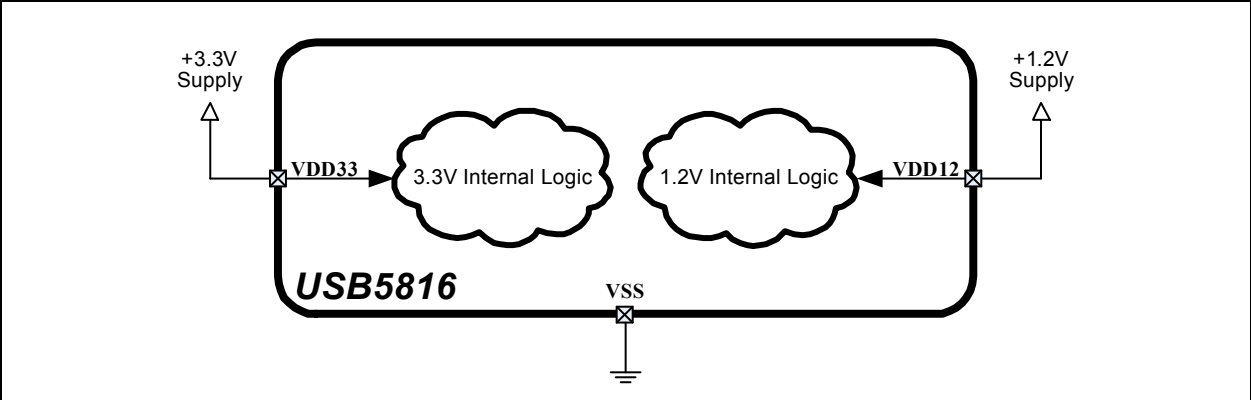 +3.3V
Supply
+1.2V
Supply
VDD33
3.3V Internal Logic
1.2V Internal Logic
VDD12
USB5816
VSS